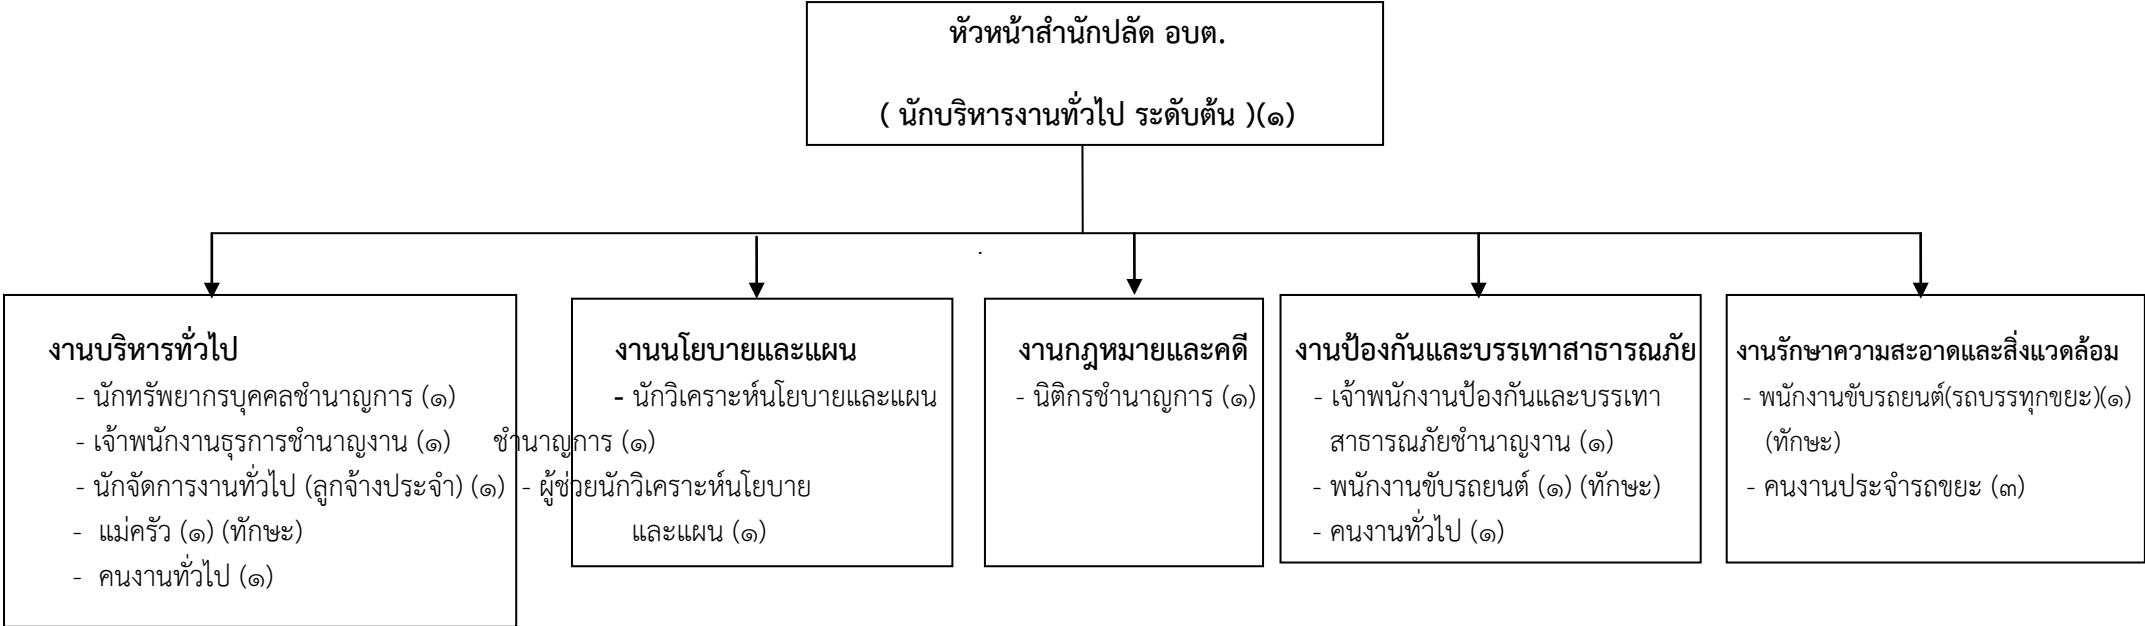 หัวหน้าสำนักปลัด อบต.
( นักบริหารงานทั่วไป ระดับต้น )(๑)
งานบริหารทั่วไป
- นักทรัพยากรบุคคลชำนาญการ (๑)
- เจ้าพนักงานธุรการชำนาญงาน (๑)
- นักจัดการงานทั่วไป (ลูกจ้างประจำ) (๑)
- แม่ครัว (๑) (ทักษะ)
- คนงานทั่วไป (๑)
งานนโยบายและแผน
- นักวิเคราะห์นโยบายและแผน
ชำนาญการ (๑)
- ผู้ช่วยนักวิเคราะห์นโยบาย
และแผน (๑)
งานกฎหมายและคดี
- นิติกรชำนาญการ (๑)
งานป้องกันและบรรเทาสาธารณภัย
- เจ้าพนักงานป้องกันและบรรเทา
สาธารณภัยชำนาญงาน (๑)
- พนักงานขับรถยนต์ (๑) (ทักษะ)
- คนงานทั่วไป (๑)
งานรักษาความสะอาดและสิ่งแวดล้อม
- พนักงานขับรถยนต์(รถบรรทุกขยะ)(๑)
(ทักษะ)
- คนงานประจำรถขยะ (๓)